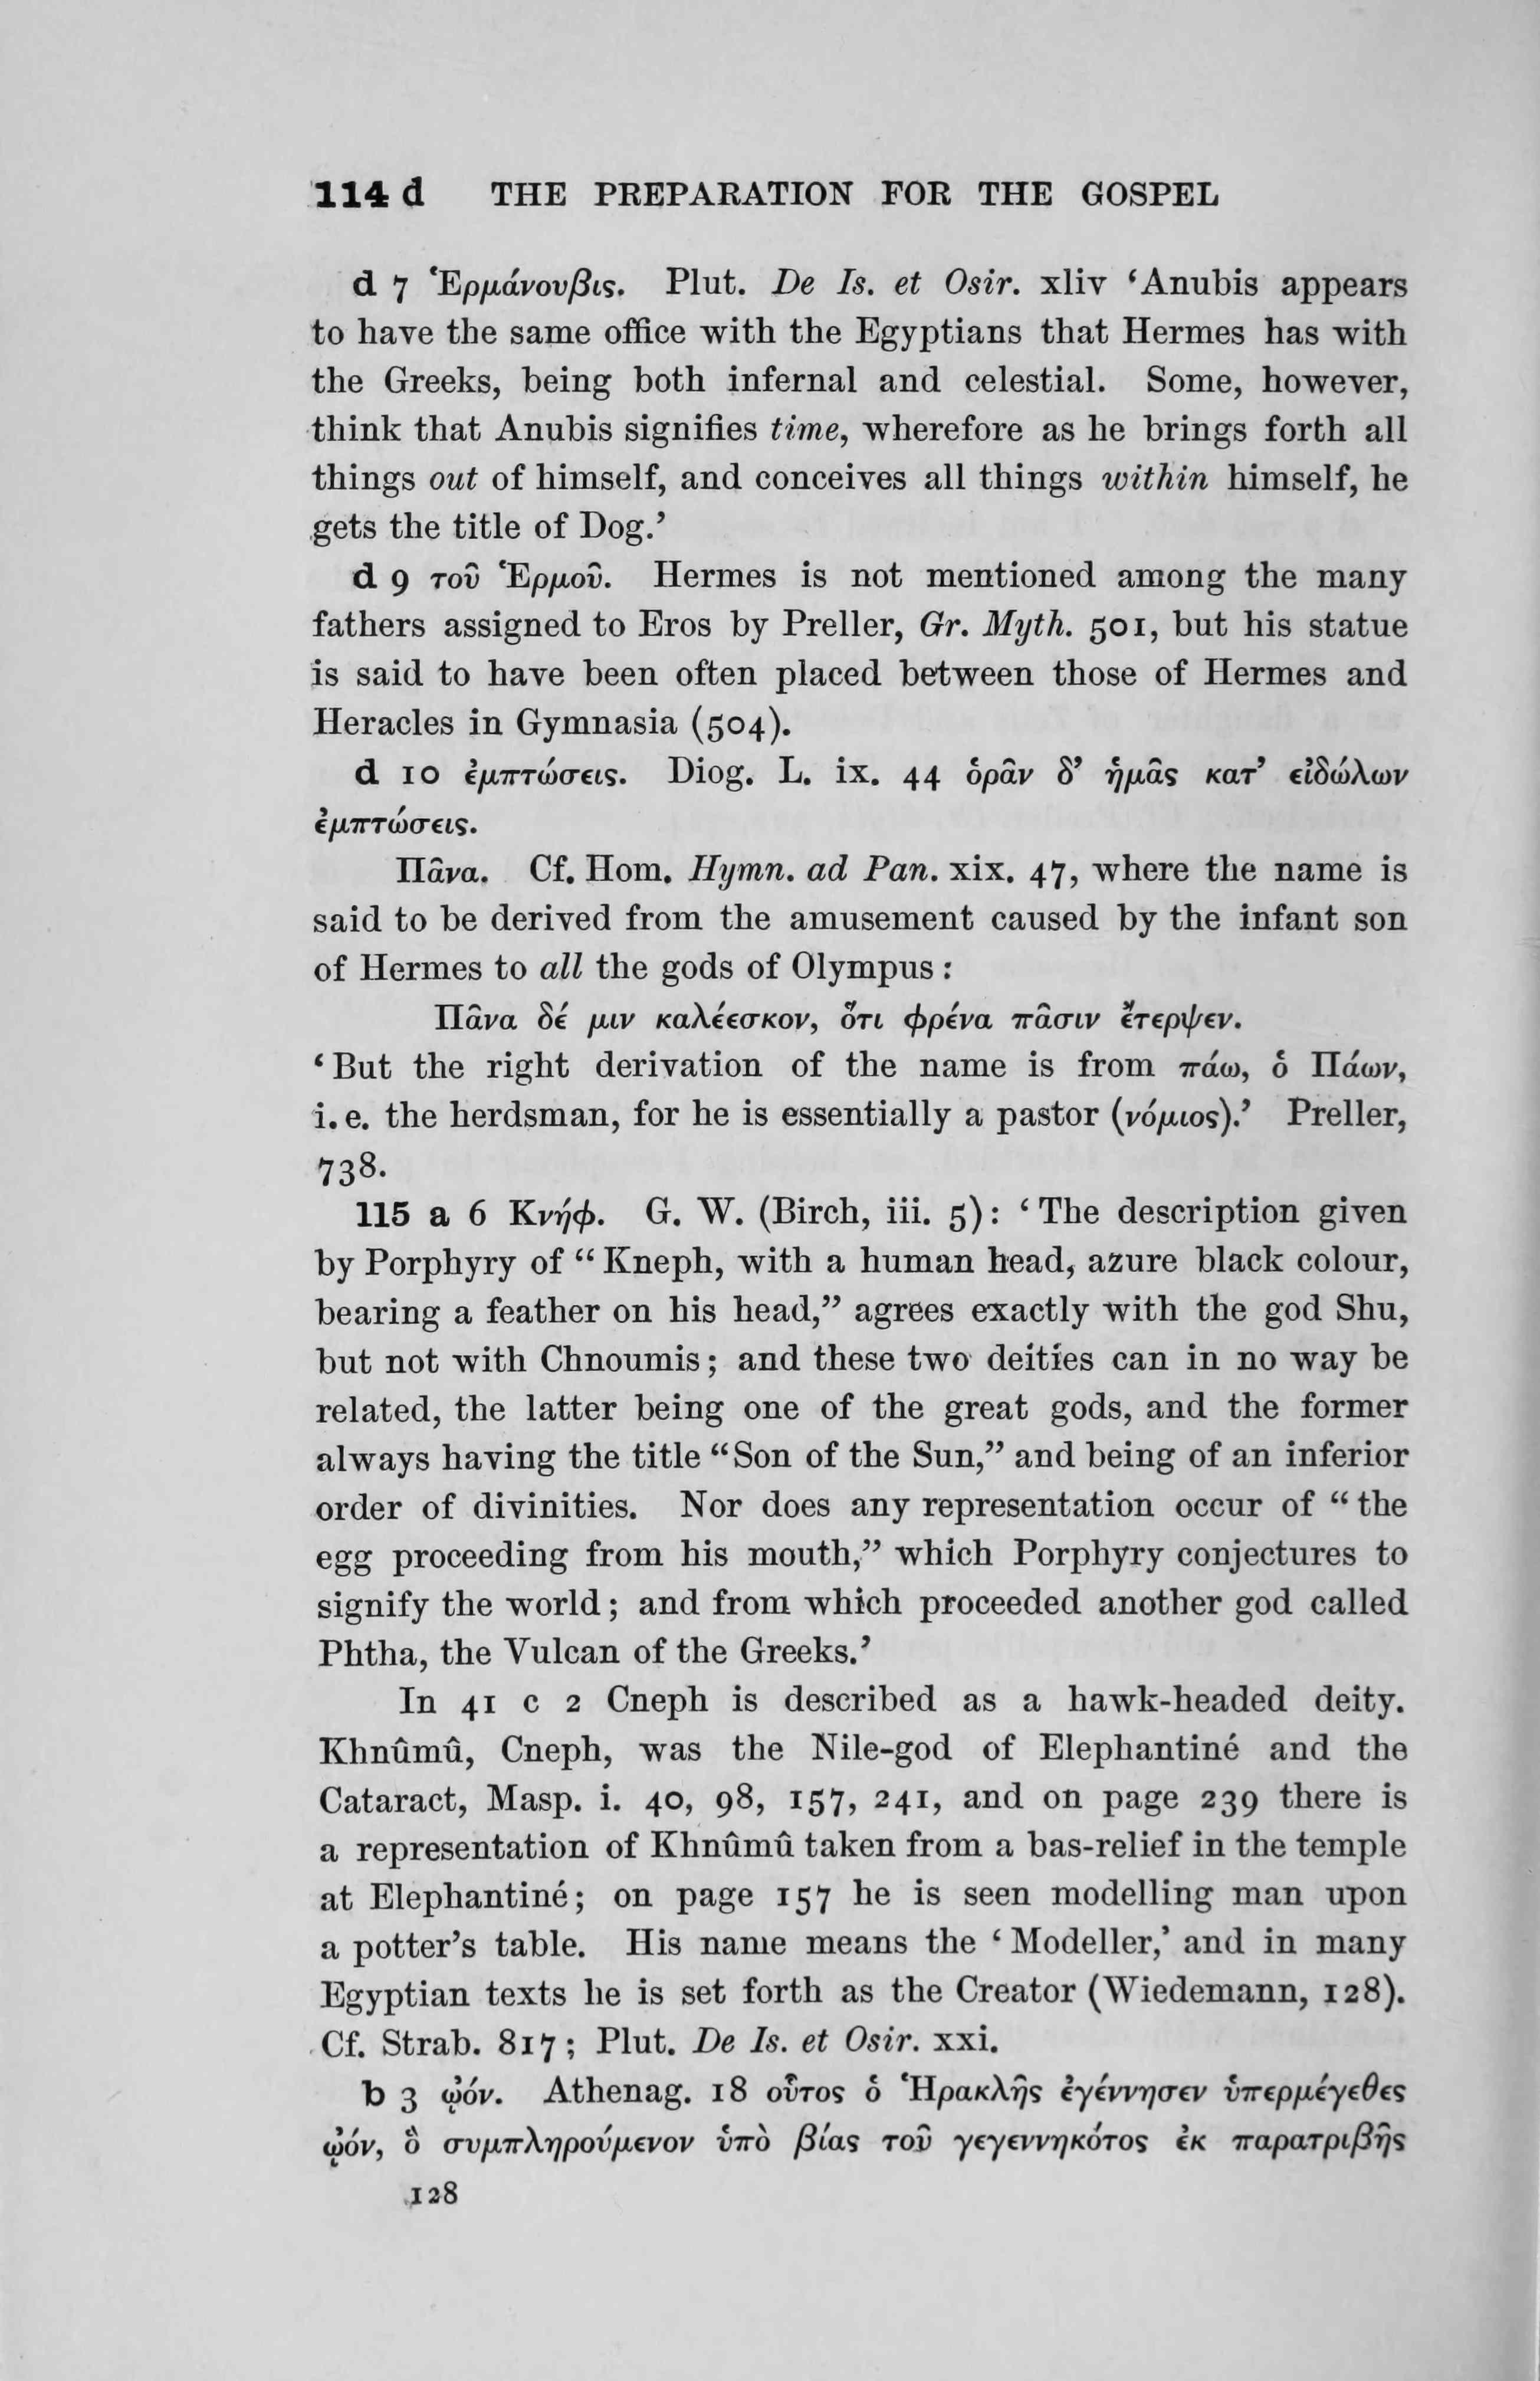 114 d THE PREPARATION FOR THE GOSPEL
d 7 Ἑρμάνουβις. Plut. De Is. et Osir. xliv ‘Anubis appears
to have the same office with the Egyptians that Hermes has with
the Greeks, being both infernal and celestial. Some, however,
think that Anubis signifies time, wherefore as he brings forth all
things out of himself, and conceives all things within himself, he
gets the title of Dog.’
d 9 τοῦ Ἑρμοῦ. Hermes is not mentioned among the many
fathers assigned to Eros by Preller, Gr. Myth. 501, but his statue
is said to have been often placed between those of Hermes and
Heracles in Gymnasia (504).
d 10 ἐμπτώσεις. Diog. L. ix. 44 ὁρᾶν δ’ ἡμᾶς κατ’ εἰδώλων
ἐμπτώσεις.
Πᾶνα. Cf. Hom. Hymn. ad Pan. xix. 47, where the name is
said to be derived from the amusement caused by the infant son
of Hermes to all the gods of Olympus :
Πᾶνα δέ μιν καλέεσκον, ὅτι φρένα πᾶσιν ἔτερψεν.
‘But the right derivation of the name is from πάω, ὁ Πάων,
i. e. the herdsman, for he is essentially a pastor (νόμιος).’ Preller,
738.
115 a 6 Κνήφ. G. W. (Birch, iii. 5): ‘The description given
by Porphyry of “Kneph, with a human head, azure black colour,
bearing a feather on his head,” agrees exactly with the god Shu,
but not with Chnoumis; and these two deities can in no way be
related, the latter being one of the great gods, and the former
always having the title “Son of the Sun,” and being of an inferior
order of divinities. Nor does any representation occur of “the
egg proceeding from his mouth,” which Porphyry conjectures to
signify the world; and from which proceeded another god called
Phtha, the Vulcan of the Greeks.’
In 41 c 2 Cneph is described as a hawk-headed deity.
Khnûmû, Cneph, was the Nile-god of Elephantiné and the
Cataract, Masp. i. 40, 98, 157, 241, and on page 239 there is
a representation of Khnûmû taken from a bas-relief in the temple
at Elephantiné; on page 157 he is seen modelling man upon
a potter’s table. His name means the ‘Modeller,’ and in many
Egyptian texts he is set forth as the Creator (Wiedemann, 128).
Cf. Strab. 817; Plut. De Is. et Osir. xxi.
b 3 ᾠόν. Athenag. 18 οὗτος ὁ Ἡρακλῆς ἐγέννησεν ὑπερμέγεθες
ᾠόν, ὃ συμπληρούμενον ὑπὸ βίας τοῦ γεγεννηκότος ἐκ παρατριβῆς
128